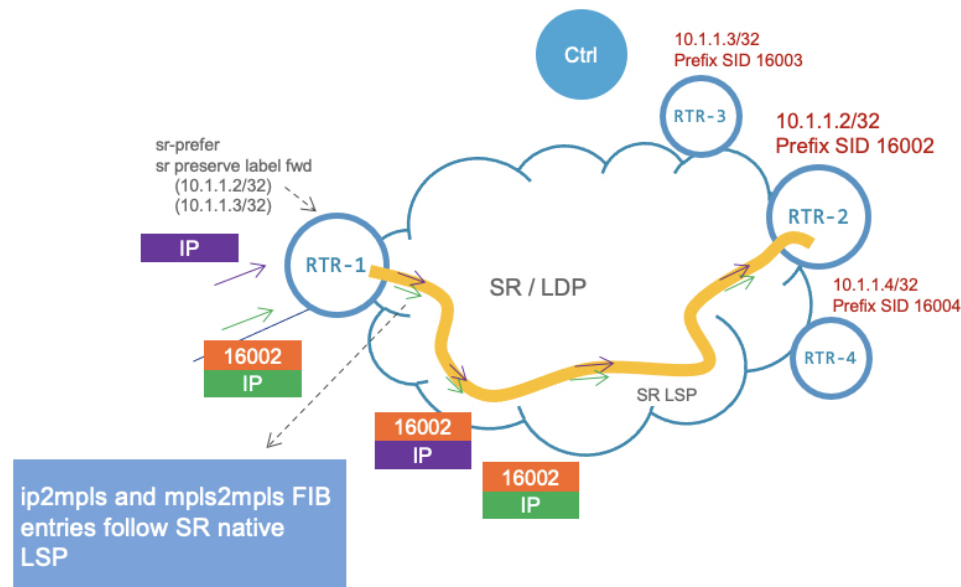 Ctrl
10.1.1.3/32
Prefix SID 16003
RTR-3
10.1.1.2/32
Prefix SID 16002
RTR-2
sr-prefer
sr preserve label fwd
(10.1.1.2/32)
(10.1.1.3/32)
IP
RTR-1
SR / LDP
10.1.1.4/32
Prefix SID 16004
RTR-4
16002
IP
SR LSP
16002
IP
16002
IP
ip2mpls and mpls2mpls FIB
entries follow SR native
LSP